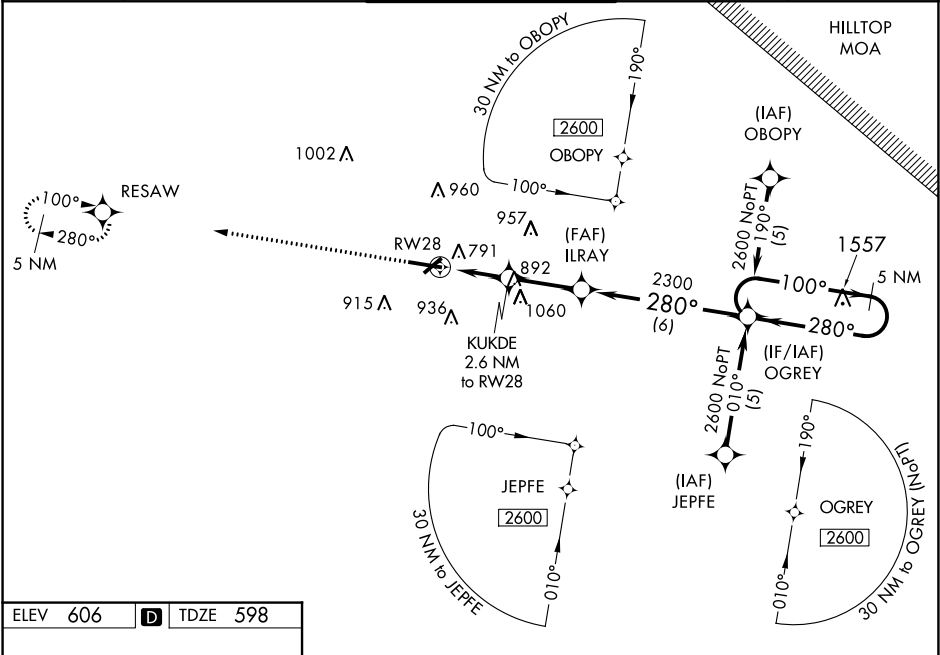 HILLTOP
MOA
30 NM to OBOPY
190°
2600
OBOPY
100°
(IAF)
OBOPY
1002
960
957
RESAW
100°
280°
5 NM
RW28
791
892
(FAF)
ILRAY
2600 NoPT
190°
(5)
1557
5 NM
100°
280°
2300
280°
(6)
915
936
1060
KUKDE
2.6 NM
to RW28
(IF/IAF)
OGREY
2600 NoPT
010°
(5)
(IAF)
JEPFE
100°
JEPFE
2600
010°
30 NM to JEPFE
190°
OGREY
2600
010°
30 NM to OGREY (NoPT)
ELEV 606 D TDZE 598